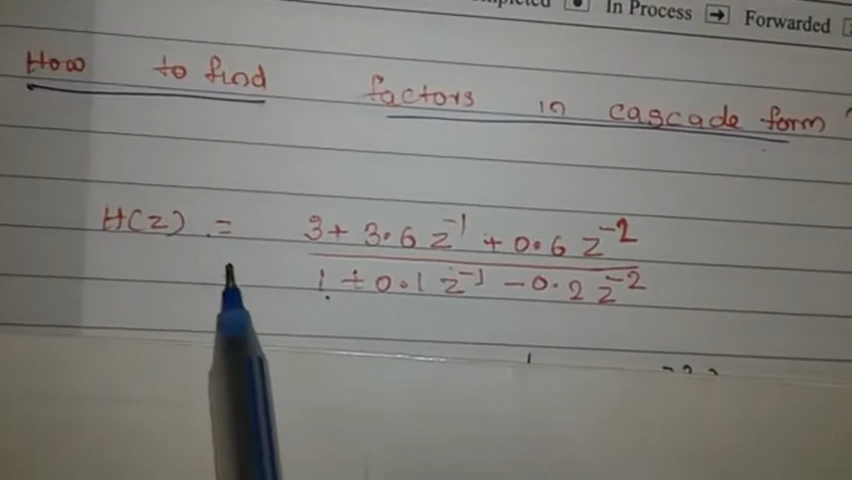 In Process → Forwarded
How to find factors in cascade form
H(z) = 3 + 3.6 z⁻¹ + 0.6 z⁻²
1 + 0.1 z⁻¹ - 0.2 z⁻²